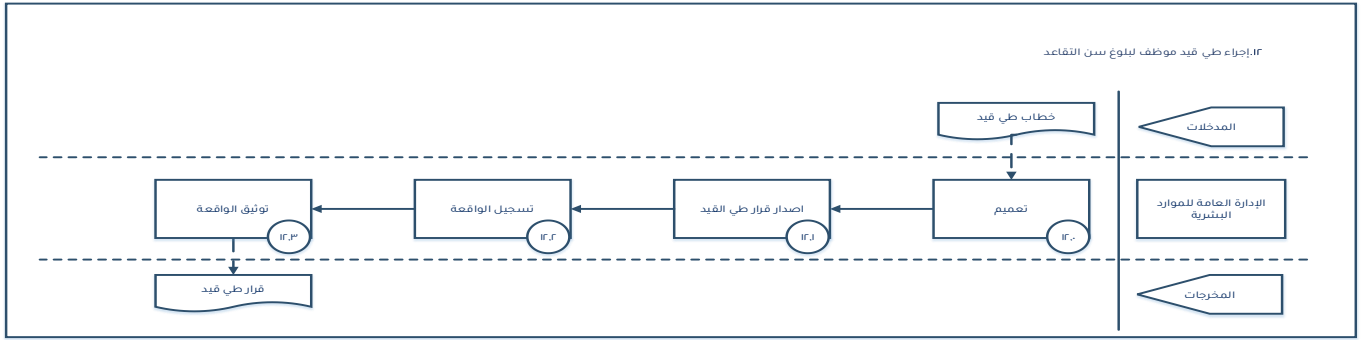 ١٢.إجراء طي قيد موظف لبلوغ سن التقاعد
المدخلات
خطاب طي قيد
الإدارة العامة للموارد
البشرية
تعميم
١٢,٠
اصدار قرار طي القيد
١٢,١
تسجيل الواقعة
١٢,٢
توثيق الواقعة
١٢,٣
المخرجات
قرار طي قيد